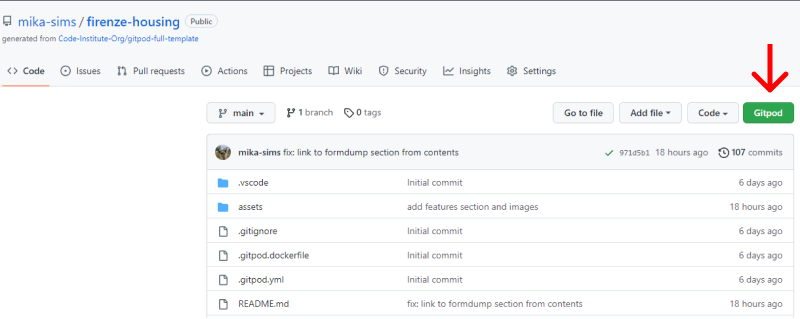 mika-sims / firenze-housing Public
generated from Code-Institute-Org/gitpod-full-template
Code Issues Pull requests Actions Projects Wiki Security Insights Settings
main 1 branch 0 tags Go to file Add file Code Gitpod
mika-sims fix: link to formdump section from contents 971d5b1 18 hours ago 107 commits
.vscode Initial commit 6 days ago
assets add features section and images 18 hours ago
.gitignore Initial commit 6 days ago
.gitpod.dockerfile Initial commit 6 days ago
.gitpod.yml Initial commit 6 days ago
README.md fix: link to formdump section from contents 18 hours ago